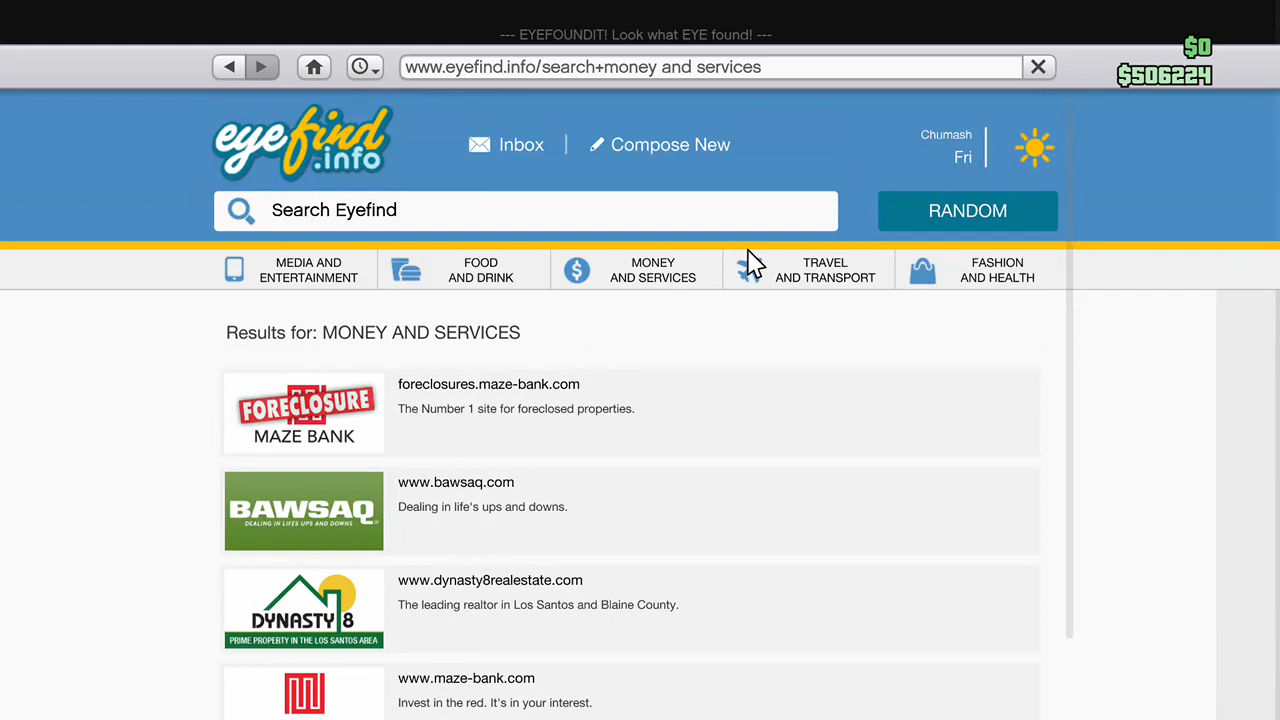 --- EYEFOUNDIT! Look what EYE found! ---
$0
www.eyefind.info/search+money and services
$506224
eyefind
.info
Inbox
Compose New
Chumash
Fri
Search Eyefind
RANDOM
MEDIA AND
ENTERTAINMENT
FOOD
AND DRINK
MONEY
AND SERVICES
TRAVEL
AND TRANSPORT
FASHION
AND HEALTH
Results for: MONEY AND SERVICES
FORECLOSURE
MAZE BANK
foreclosures.maze-bank.com
The Number 1 site for foreclosed properties.
BAWSAQ
DEALING IN LIFES UPS AND DOWNS
www.bawsaq.com
Dealing in life's ups and downs.
DYNASTY 8
PRIME PROPERTY IN THE LOS SANTOS AREA
www.dynasty8realestate.com
The leading realtor in Los Santos and Blaine County.
www.maze-bank.com
Invest in the red. It's in your interest.